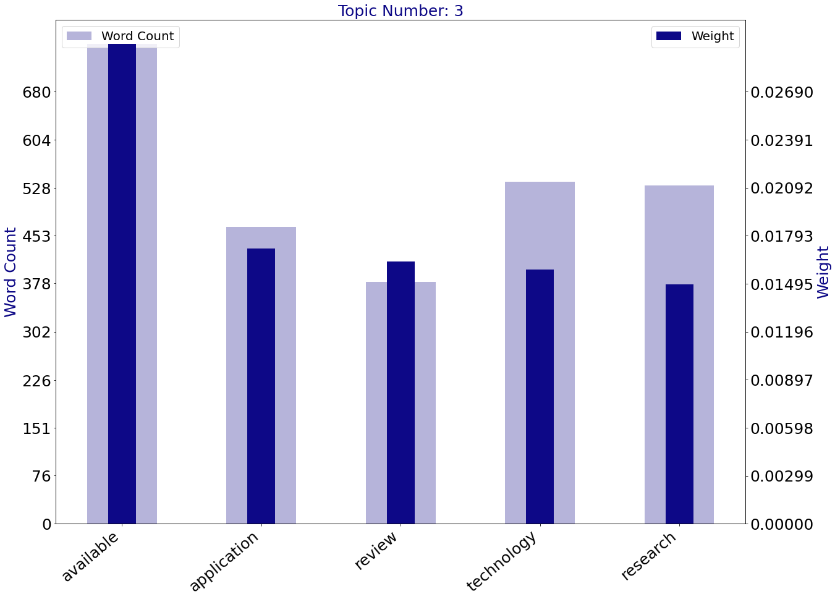 Topic Number: 3
Word Count
Weight
680
604
528
453
378
302
226
151
76
0
Word Count
0.02690
0.02391
0.02092
0.01793
0.01495
0.01196
0.00897
0.00598
0.00299
0.00000
Weight
available
application
review
technology
research